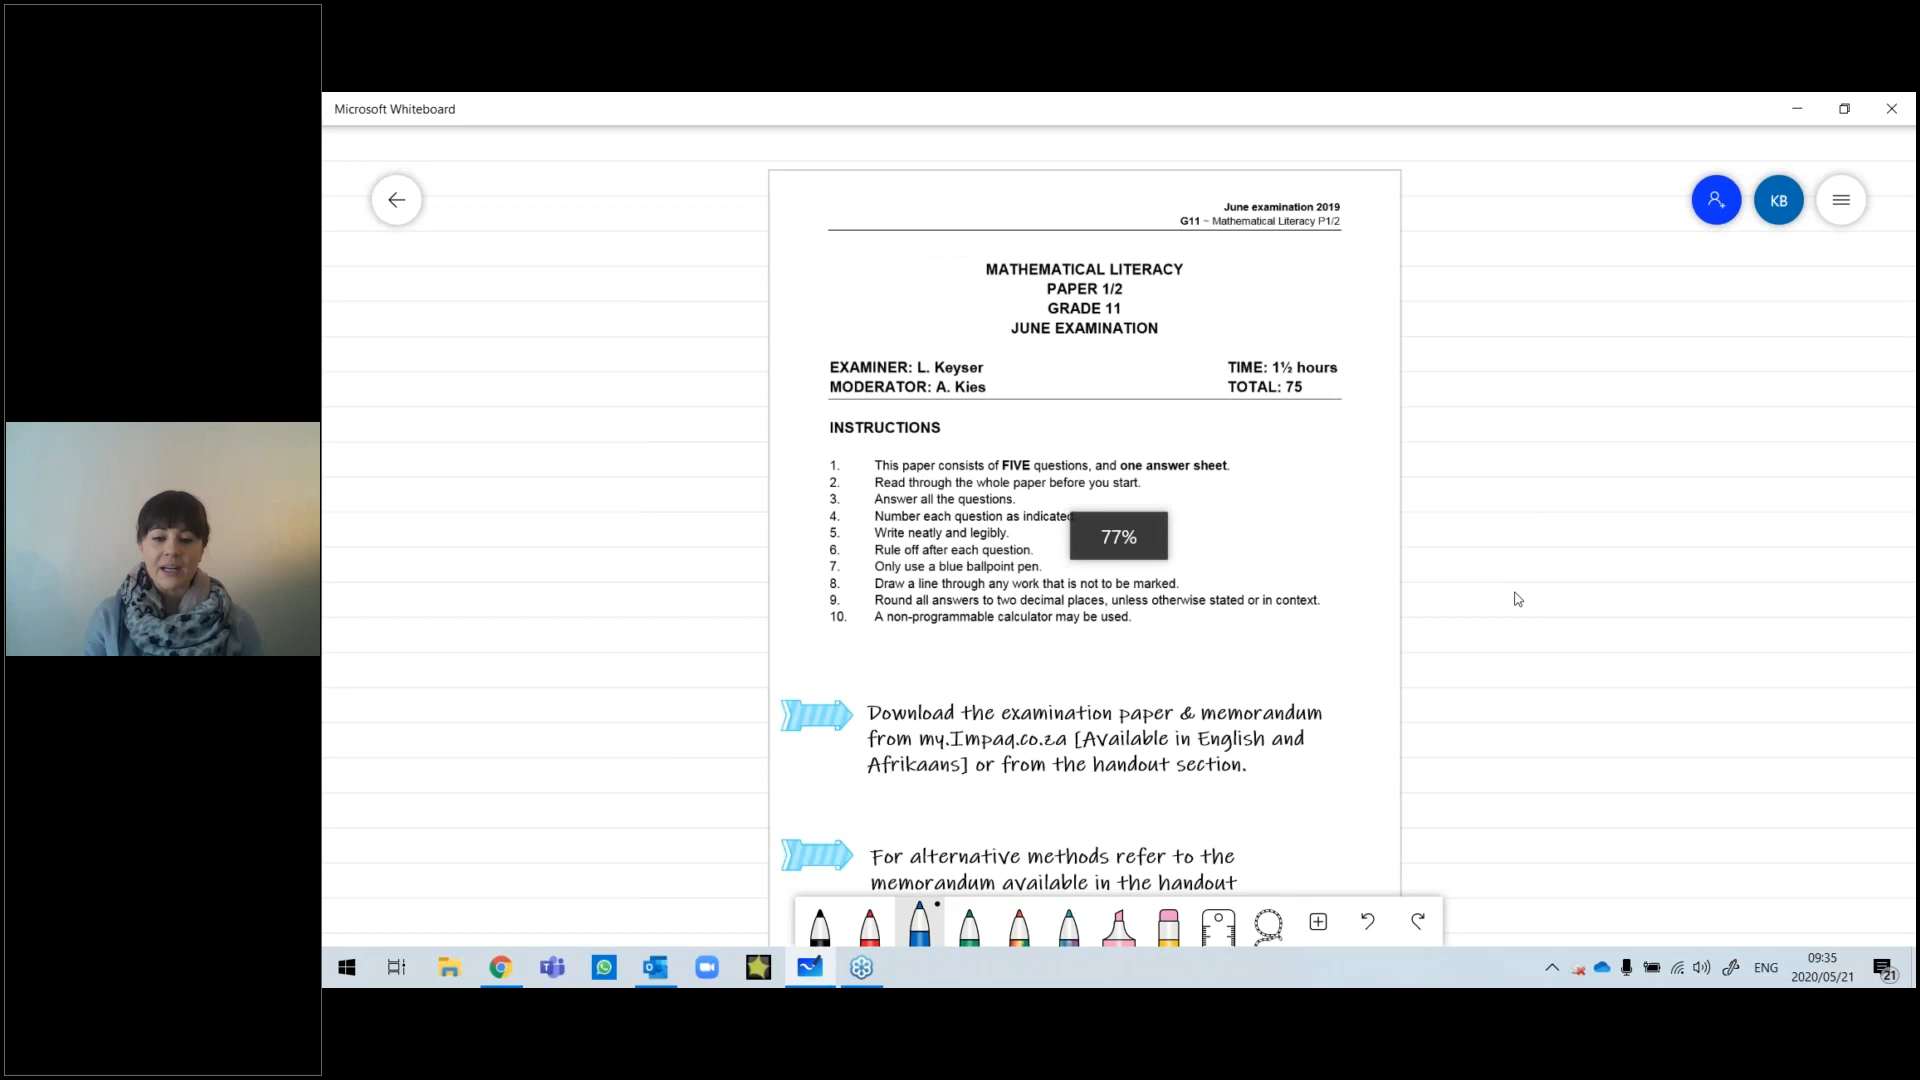 Microsoft Whiteboard
KB
June examination 2019
G11 ~ Mathematical Literacy P1/2
MATHEMATICAL LITERACY
PAPER 1/2
GRADE 11
JUNE EXAMINATION
EXAMINER: L. Keyser TIME: 1½ hours
MODERATOR: A. Kies TOTAL: 75
INSTRUCTIONS
1. This paper consists of FIVE questions, and one answer sheet.
2. Read through the whole paper before you start.
3. Answer all the questions.
4. Number each question as indicated
77%
5. Write neatly and legibly.
6. Rule off after each question.
7. Only use a blue ballpoint pen.
8. Draw a line through any work that is not to be marked.
9. Round all answers to two decimal places, unless otherwise stated or in context.
10. A non-programmable calculator may be used.
Download the examination paper & memorandum
from my.Impaq.co.za [Available in English and
Afrikaans] or from the handout section.
For alternative methods refer to the
memorandum available in the handout
ENG
09:35
2020/05/21
21